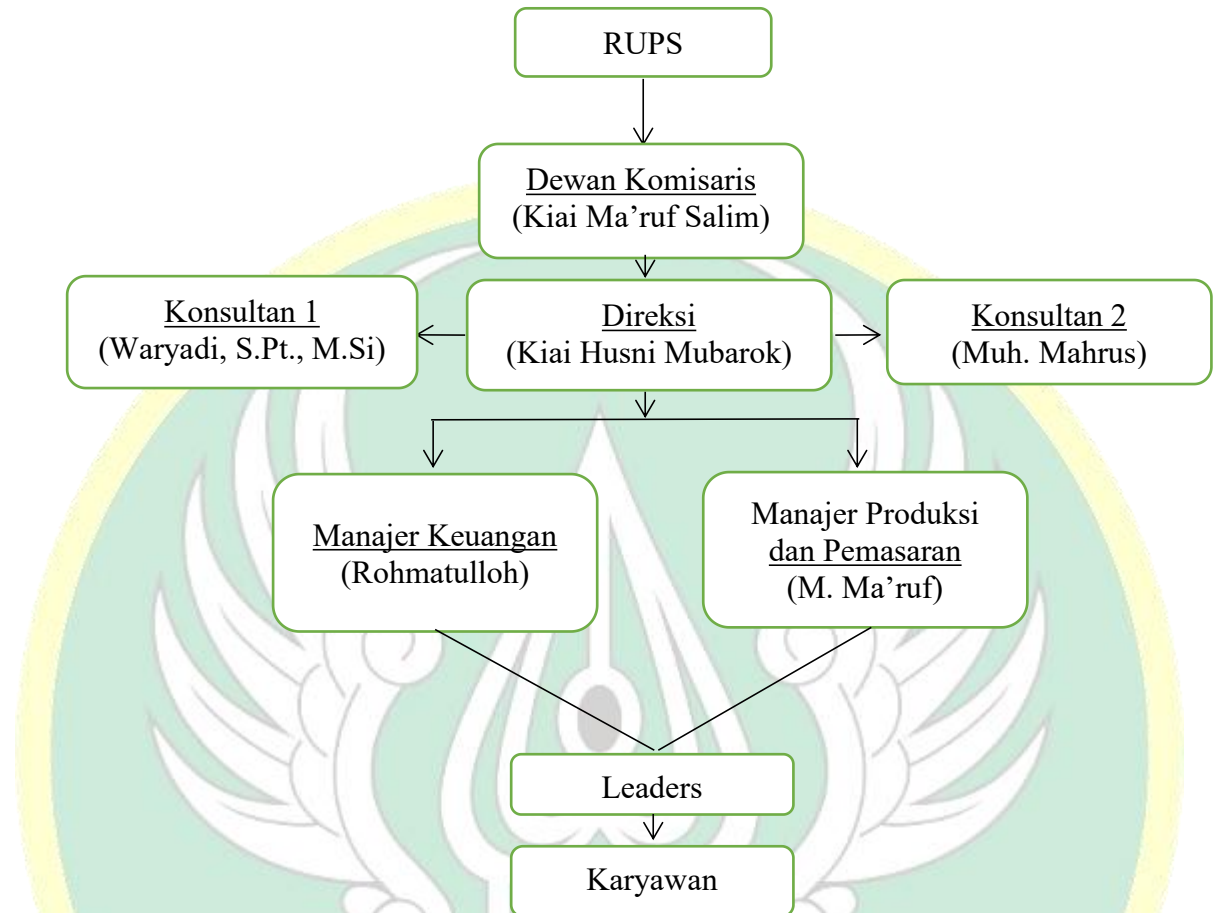 RUPS
Dewan Komisaris
(Kiai Ma’ruf Salim)
Konsultan 1
(Waryadi, S.Pt., M.Si)
Direksi
(Kiai Husni Mubarok)
Konsultan 2
(Muh. Mahrus)
Manajer Keuangan
(Rohmatulloh)
Manajer Produksi
dan Pemasaran
(M. Ma’ruf)
Leaders
Karyawan